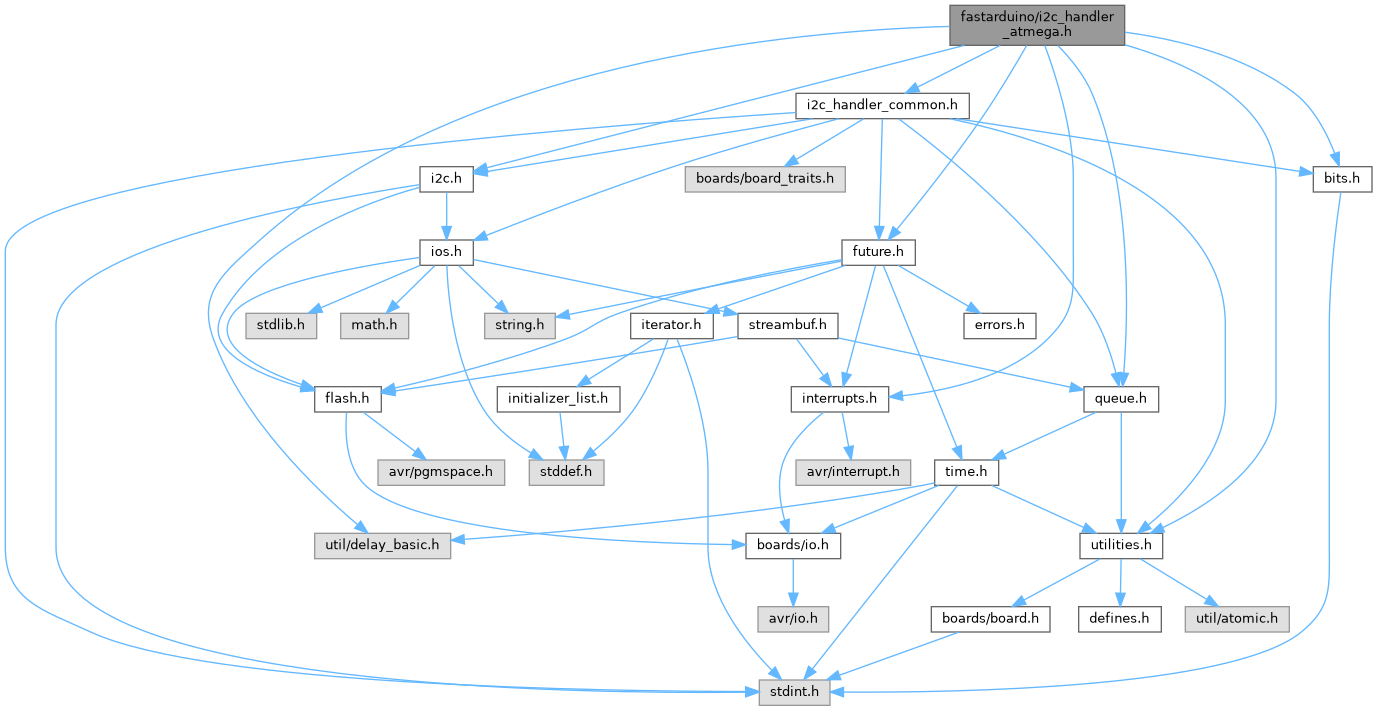 fastarduino/i2c_handler
_atmega.h
i2c_handler_common.h
i2c.h
boards/board_traits.h
bits.h
ios.h
future.h
stdlib.h
math.h
string.h
iterator.h
streambuf.h
errors.h
flash.h
initializer_list.h
interrupts.h
queue.h
avr/pgmspace.h
stddef.h
avr/interrupt.h
time.h
util/delay_basic.h
boards/io.h
utilities.h
avr/io.h
boards/board.h
defines.h
util/atomic.h
stdint.h